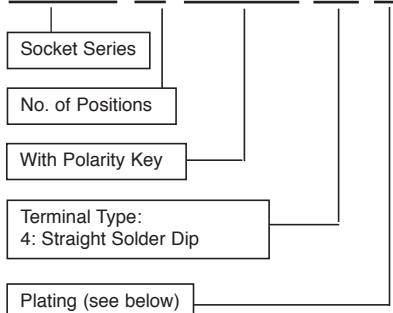 Socket Series
No. of Positions
With Polarity Key
Terminal Type:
4: Straight Solder Dip
Plating (see below)